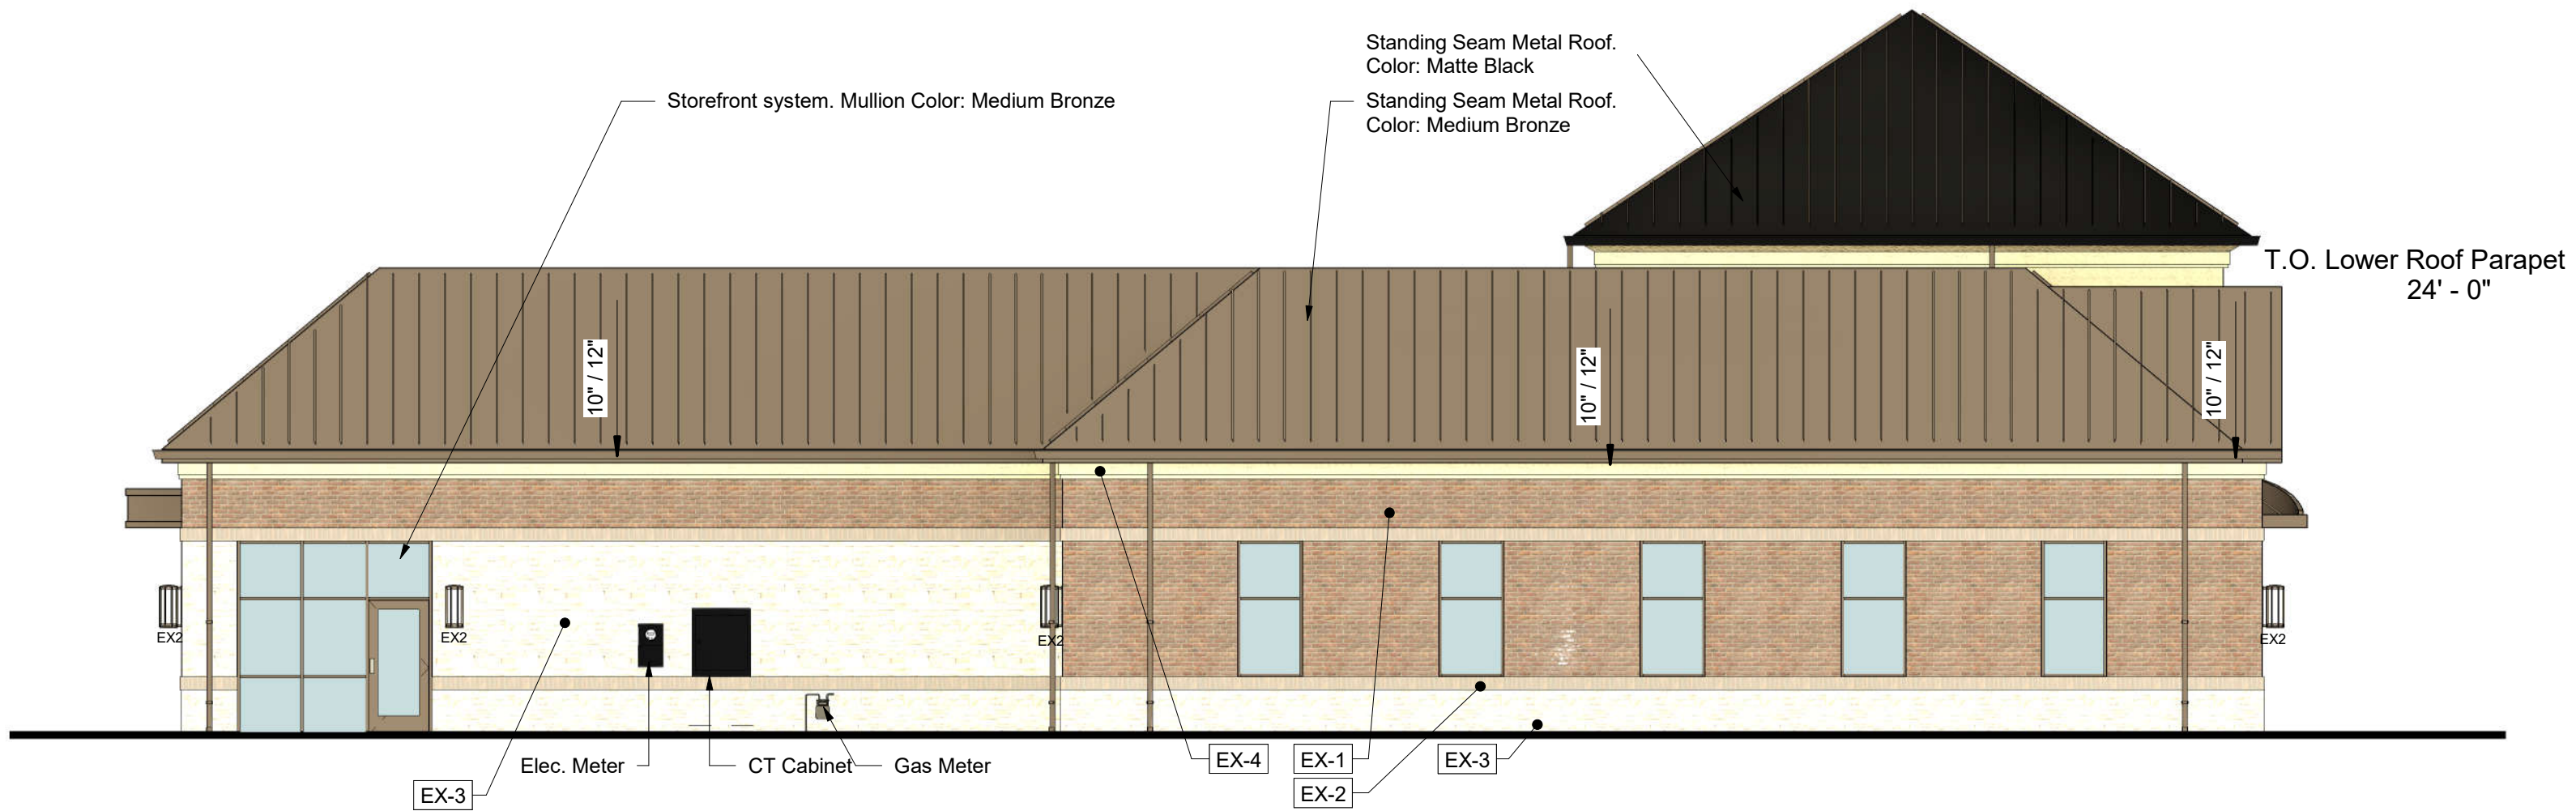 Standing Seam Metal Roof.
Color: Matte Black
Storefront system. Mullion Color: Medium Bronze
Standing Seam Metal Roof.
Color: Medium Bronze
T.O. Lower Roof Parapet
24' - 0"
10" / 12"
10" / 12"
10" / 12"
EX2
EX2
EX2
EX2
Elec. Meter
CT Cabinet
Gas Meter
EX-4
EX-1
EX-3
EX-3
EX-2